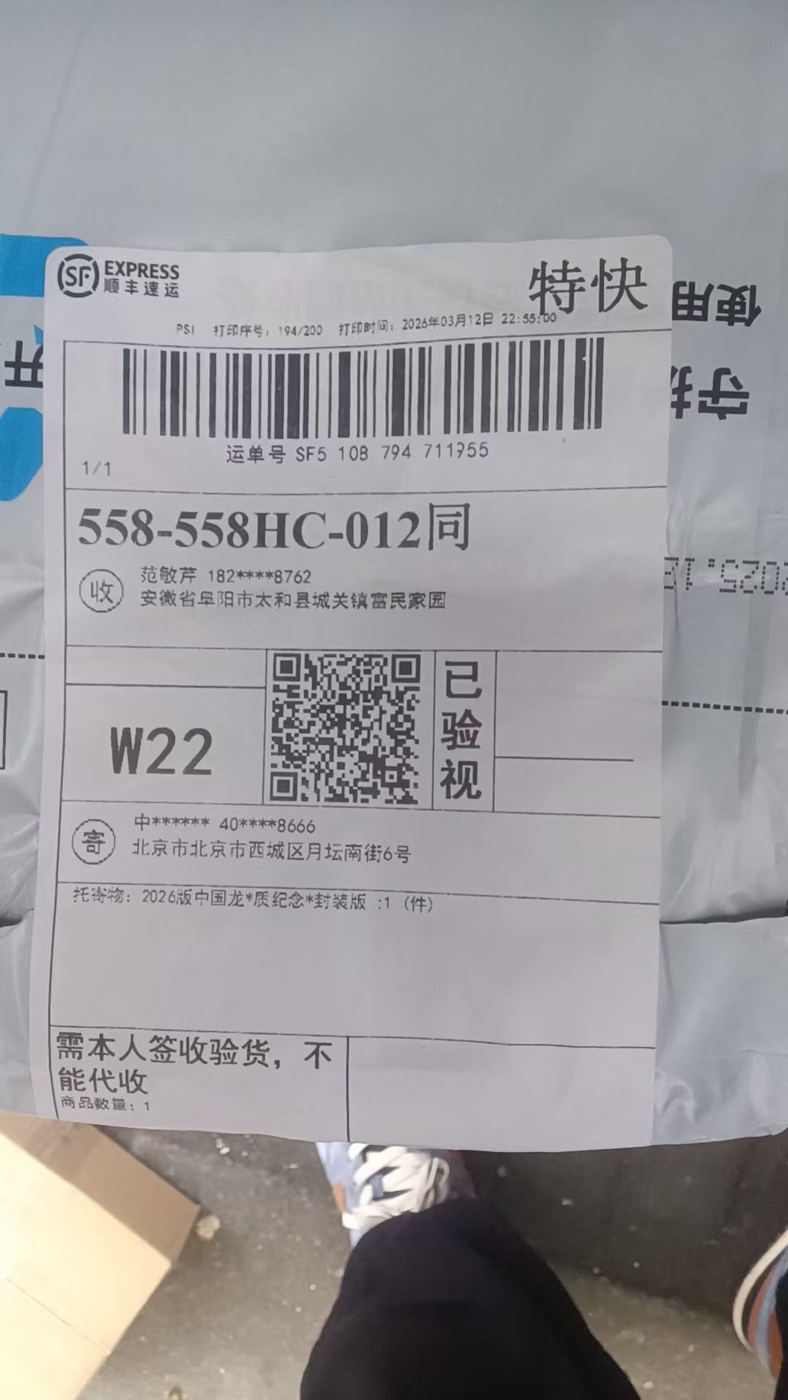 SF EXPRESS
顺丰速运
特快
PSI 打印序号：194/200 打印时间：2026年03月12日 22:55:00
运单号 SF5 108 794 711955
1/1
558-558HC-012同
收
范敏芹 182****8762
安徽省阜阳市太和县城关镇富民家园
W22
已验视
寄
中****** 40****8666
北京市北京市西城区月坛南街6号
托寄物：2026版中国龙*质纪念*封装版 :1 (件)
需本人签收验货，不
能代收
商品数量：1
使用
守
开